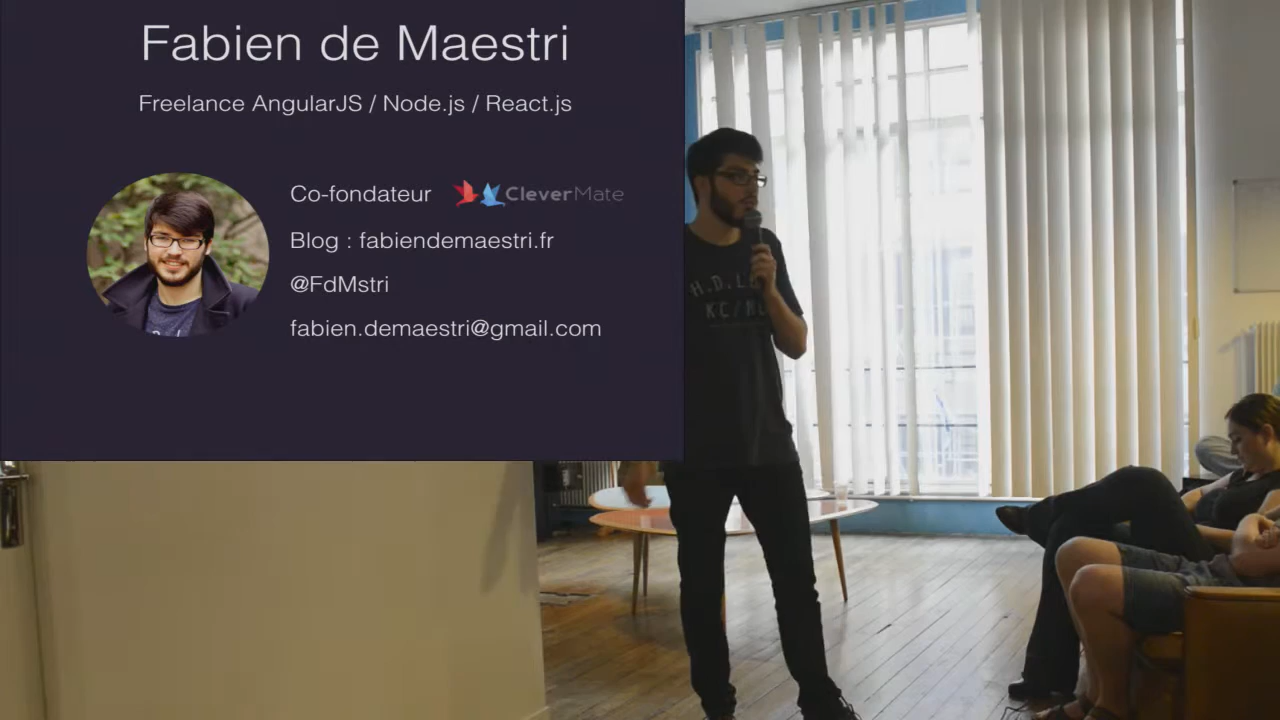 Fabien de Maestri
Freelance AngularJS / Node.js / React.js
Co-fondateur CleverMate
Blog : fabiendemaestri.fr
@FdMstri
fabien.demaestri@gmail.com